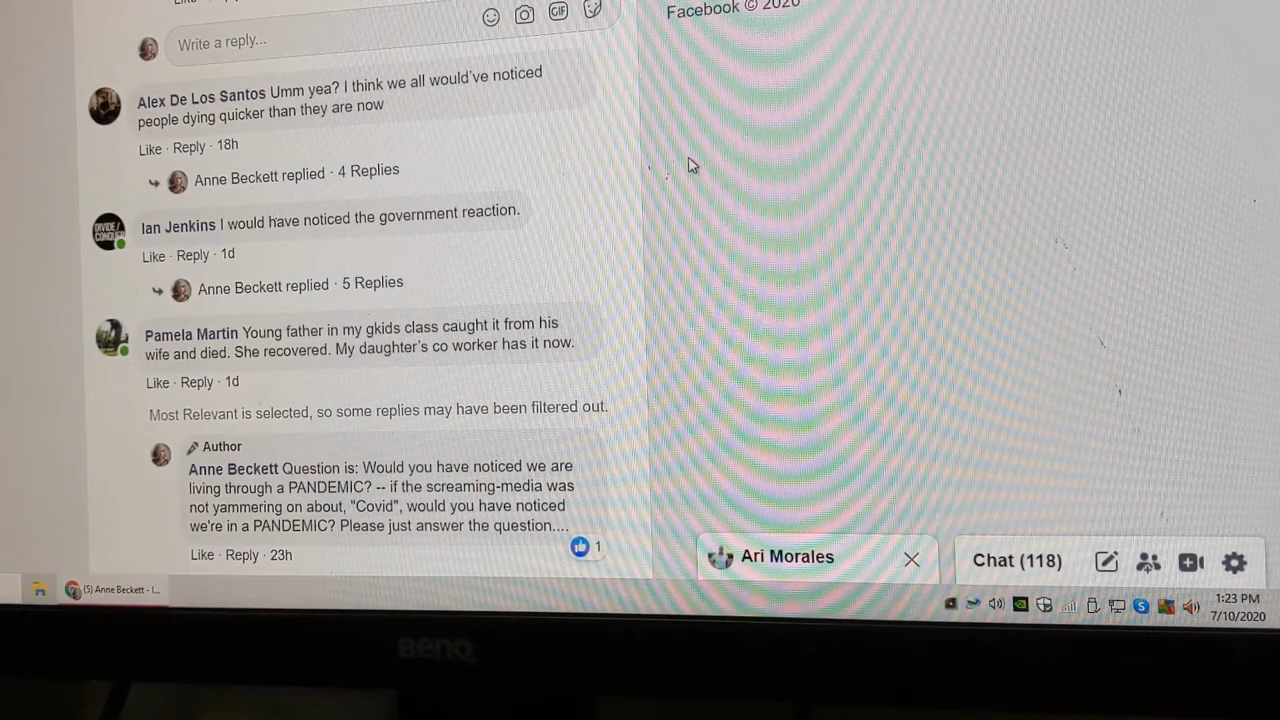 Facebook © 2020
Write a reply...
GIF
Alex De Los Santos Umm yea? I think we all would've noticed
people dying quicker than they are now
Like · Reply · 18h
Anne Beckett replied · 4 Replies
DIVIDE/
CONQUER
Ian Jenkins I would have noticed the government reaction.
Like · Reply · 1d
Anne Beckett replied · 5 Replies
Pamela Martin Young father in my gkids class caught it from his
wife and died. She recovered. My daughter's co worker has it now.
Like · Reply · 1d
Most Relevant is selected, so some replies may have been filtered out.
Author
Anne Beckett Question is: Would you have noticed we are
living through a PANDEMIC? -- if the screaming-media was
not yammering on about, "Covid", would you have noticed
we're in a PANDEMIC? Please just answer the question....
Like · Reply · 23h
1
Ari Morales
Chat (118)
(5) Anne Beckett - I...
1:23 PM
7/10/2020
BenQ